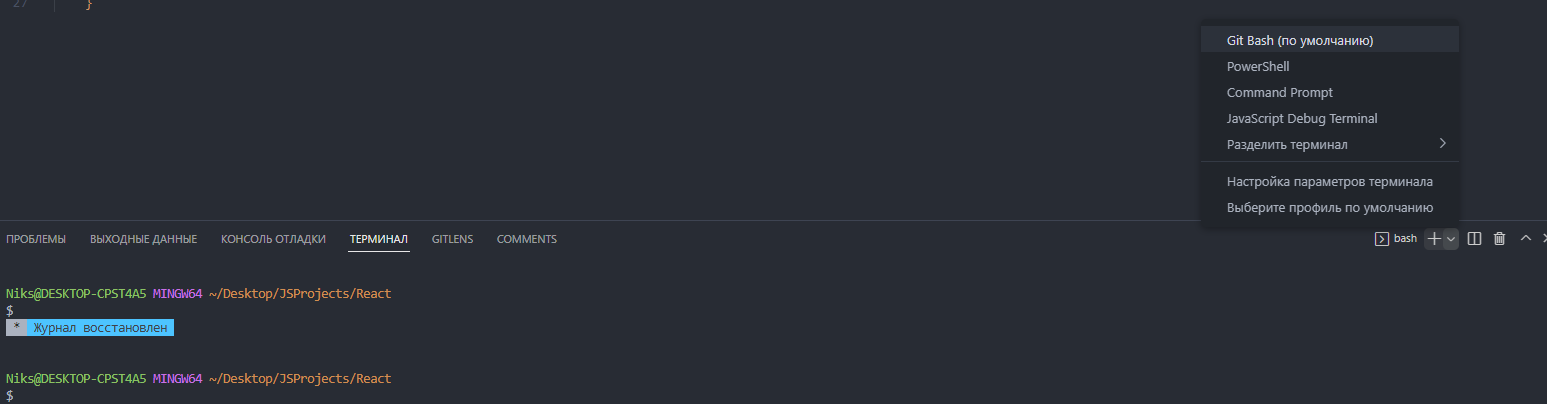 27 }
Git Bash (по умолчанию)
PowerShell
Command Prompt
JavaScript Debug Terminal
Разделить терминал
Настройка параметров терминала
Выберите профиль по умолчанию
ПРОБЛЕМЫ ВЫХОДНЫЕ ДАННЫЕ КОНСОЛЬ ОТЛАДКИ ТЕРМИНАЛ GITLENS COMMENTS bash
Niks@DESKTOP-CPST4A5 MINGW64 ~/Desktop/JSProjects/React
$
* Журнал восстановлен
Niks@DESKTOP-CPST4A5 MINGW64 ~/Desktop/JSProjects/React
$